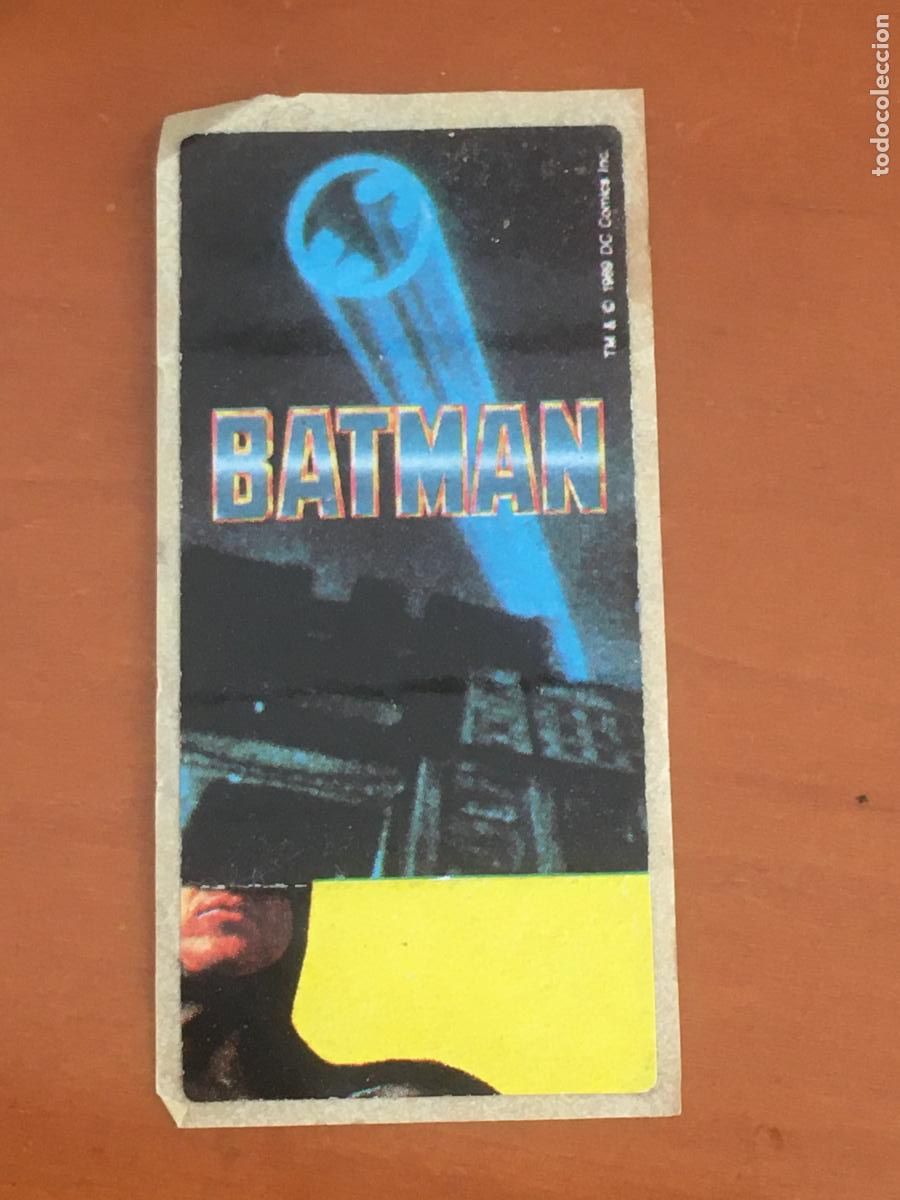 todocoleccion
TM & © 1989 DC Comics Inc.
BATMAN